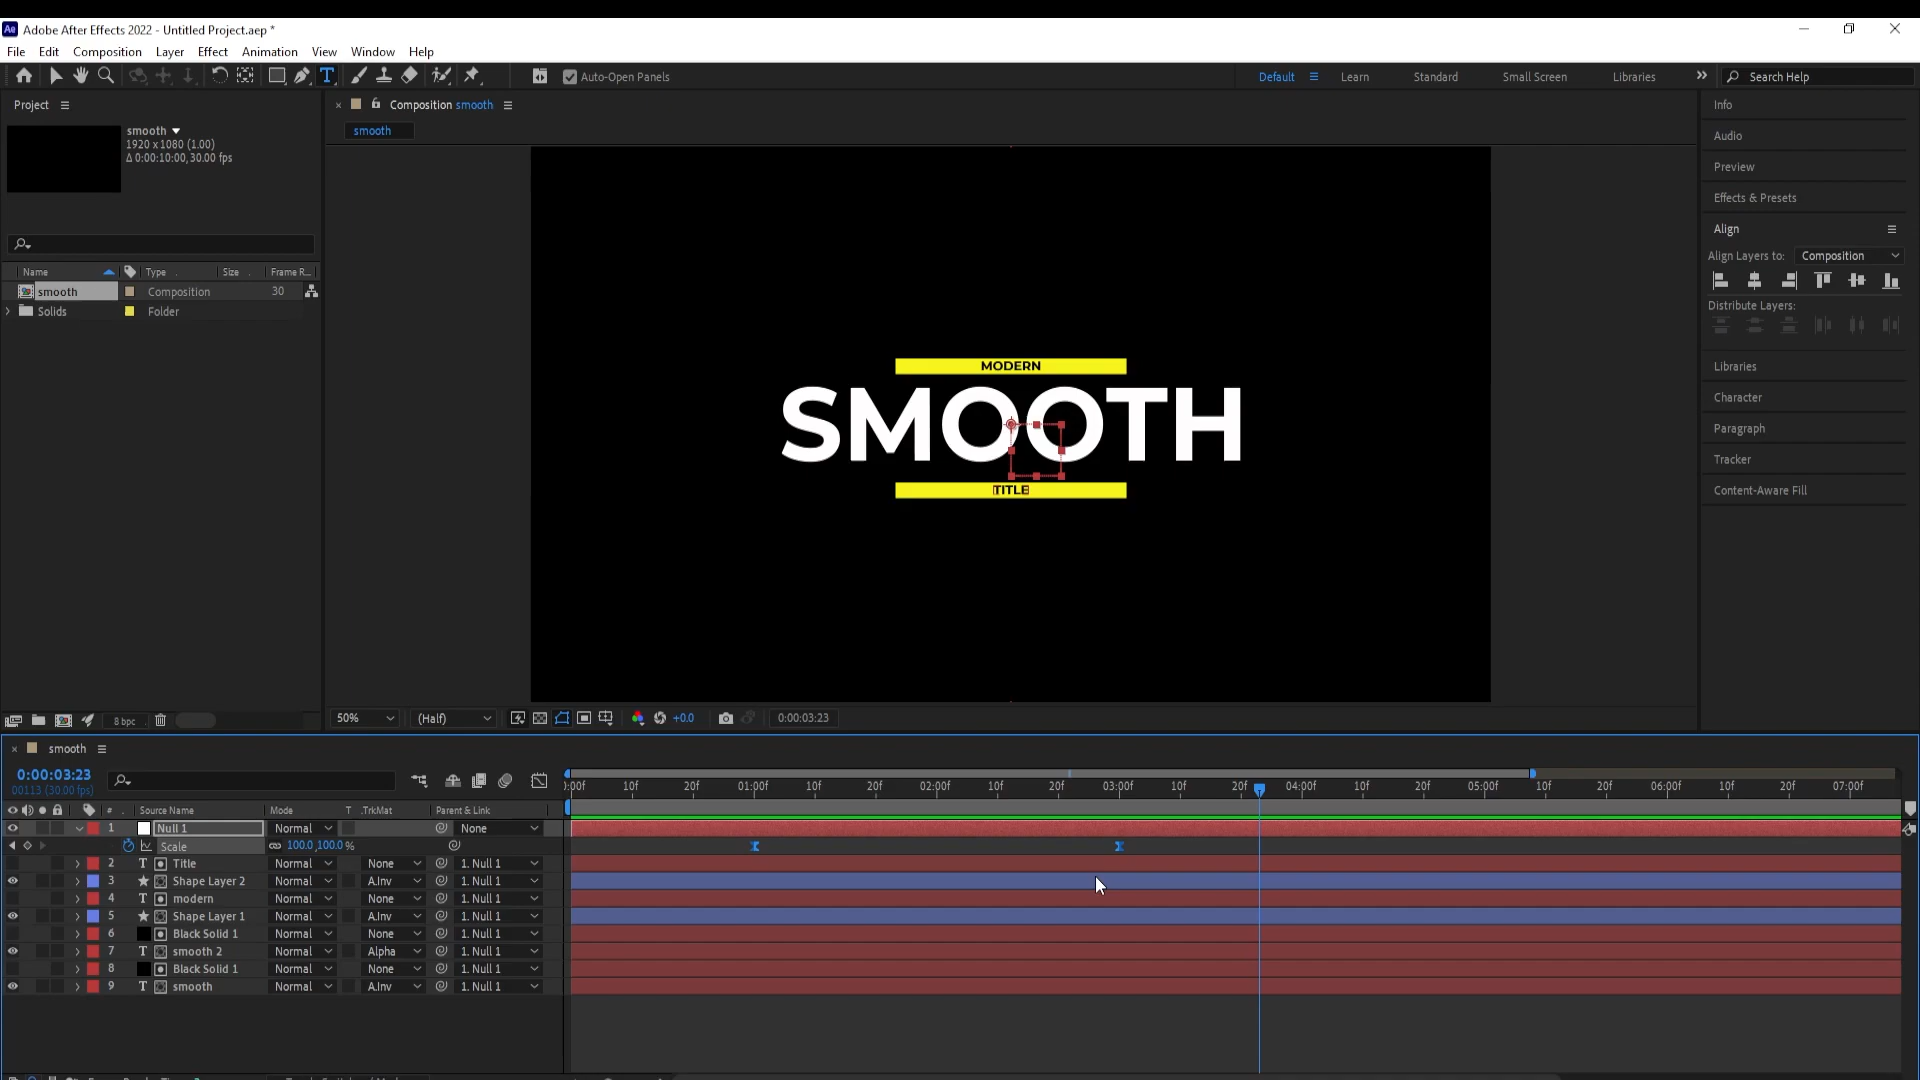 Adobe After Effects 2022 - Untitled Project.aep *
File Edit Composition Layer Effect Animation View Window Help
Auto-Open Panels
Default Learn Standard Small Screen Libraries Search Help
Project
Composition smooth
smooth
smooth
1920 x 1080 (1.00)
Δ 0:00:10:00, 30.00 fps
Name Type Size Frame R...
smooth Composition 30
Solids Folder
8 bpc
MODERN
SMOOTH
TITLE
50% (Half) +0.0 0:00:03:23
Info
Audio
Preview
Effects & Presets
Align
Align Layers to: Composition
Distribute Layers:
Libraries
Character
Paragraph
Tracker
Content-Aware Fill
smooth
0:00:03:23
00113 (30.00 fps)
:00f 10f 20f 01:00f 10f 20f 02:00f 10f 20f 03:00f 10f 20f 04:00f 10f 20f 05:00f 10f 20f 06:00f 10f 20f 07:00f
# Source Name Mode T .TrkMat Parent & Link
1 Null 1 Normal None
Scale 100.0,100.0%
2 T Title Normal None 1. Null 1
3 Shape Layer 2 Normal A.Inv 1. Null 1
4 T modern Normal None 1. Null 1
5 Shape Layer 1 Normal A.Inv 1. Null 1
6 Black Solid 1 Normal None 1. Null 1
7 T smooth 2 Normal Alpha 1. Null 1
8 Black Solid 1 Normal None 1. Null 1
9 T smooth Normal A.Inv 1. Null 1